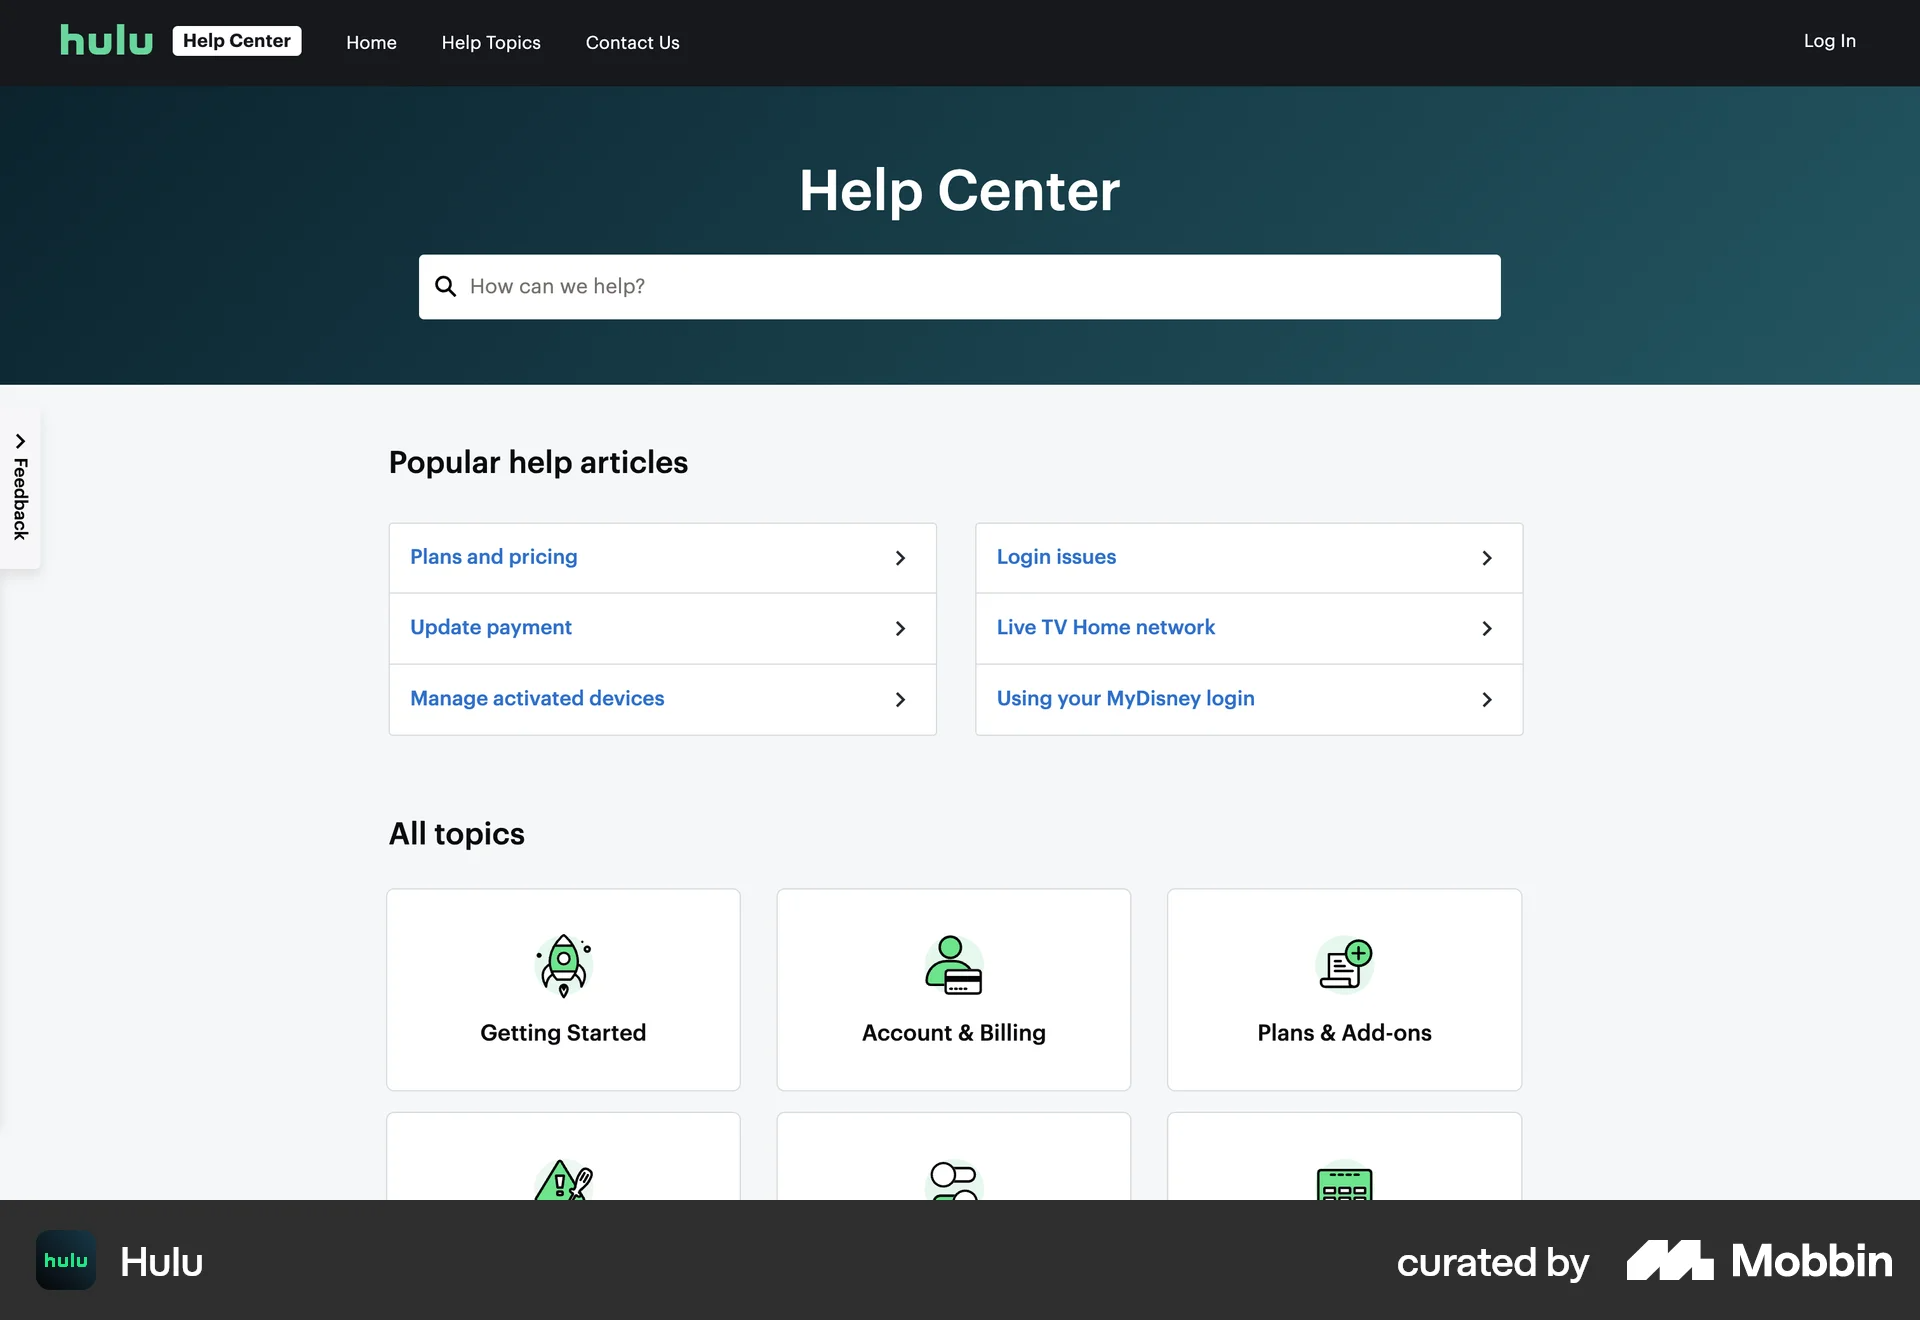 hulu
Help Center
Home
Help Topics
Contact Us
Log In
Help Center
How can we help?
Feedback
Popular help articles
Plans and pricing
Update payment
Manage activated devices
Login issues
Live TV Home network
Using your MyDisney login
All topics
Getting Started
Account & Billing
Plans & Add-ons
hulu
Hulu
curated by
Mobbin